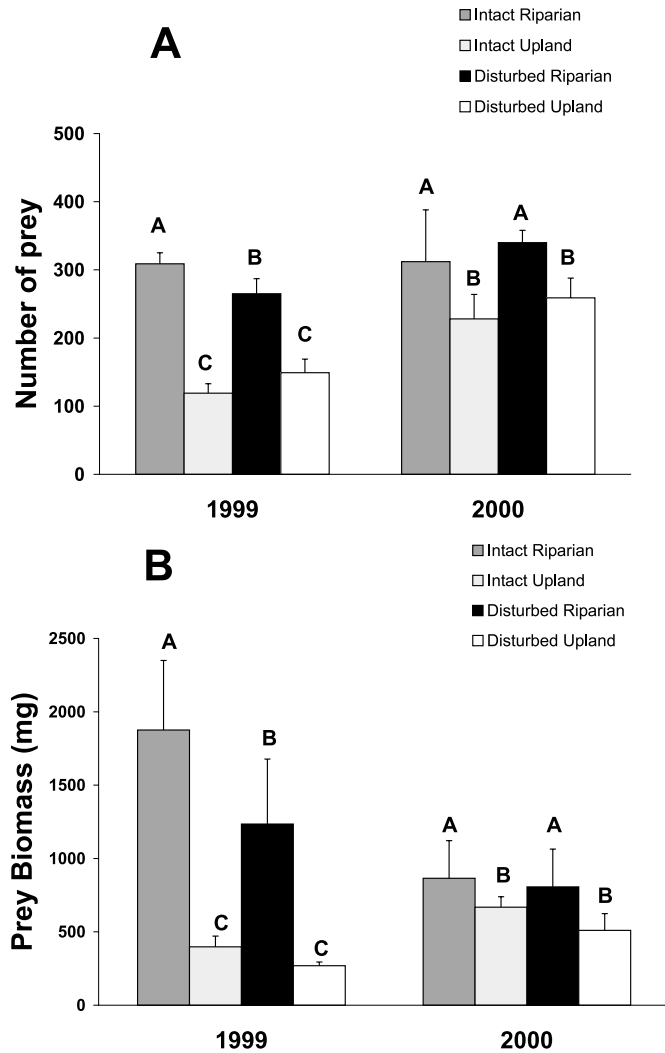 A
Intact Riparian
Intact Upland
Disturbed Riparian
Disturbed Upland
Number of prey
500
400
300
200
100
0
A
C
B
C
A
B
A
B
1999
2000
B
Intact Riparian
Intact Upland
Disturbed Riparian
Disturbed Upland
Prey Biomass (mg)
2500
2000
1500
1000
500
0
A
C
B
C
A
B
A
B
1999
2000